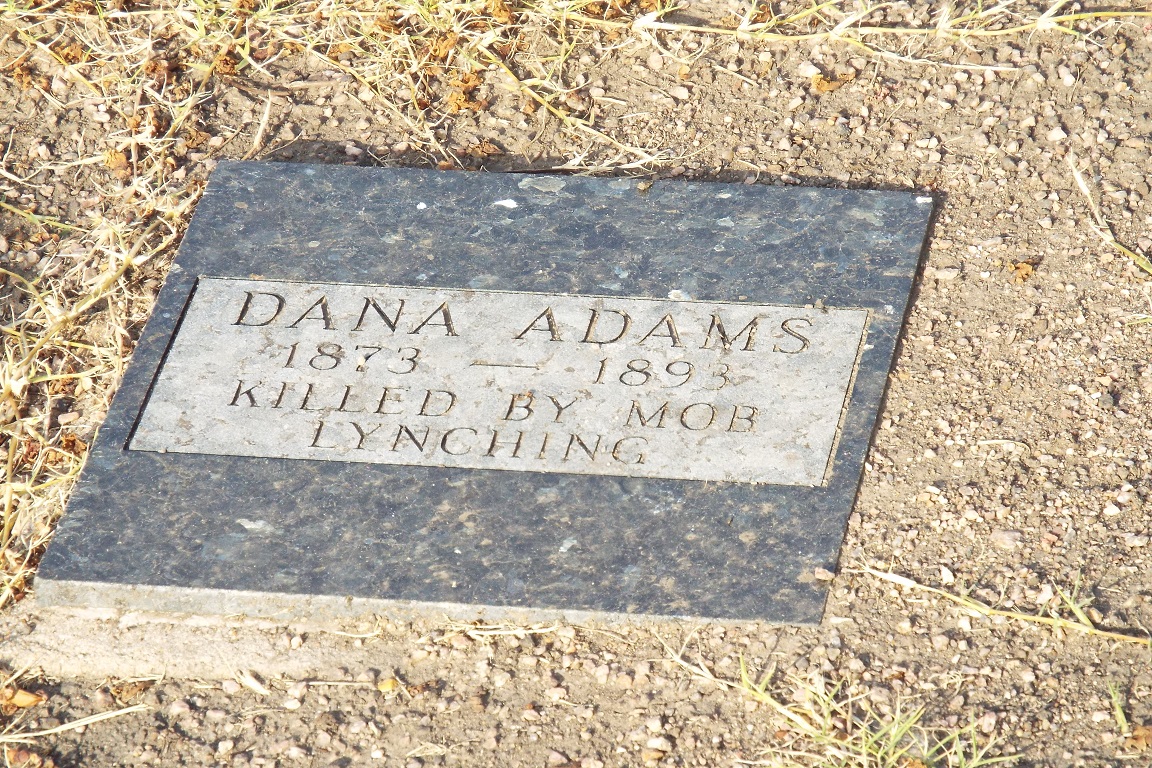 DANA ADAMS
1873 — 1893
KILLED BY MOB
LYNCHING